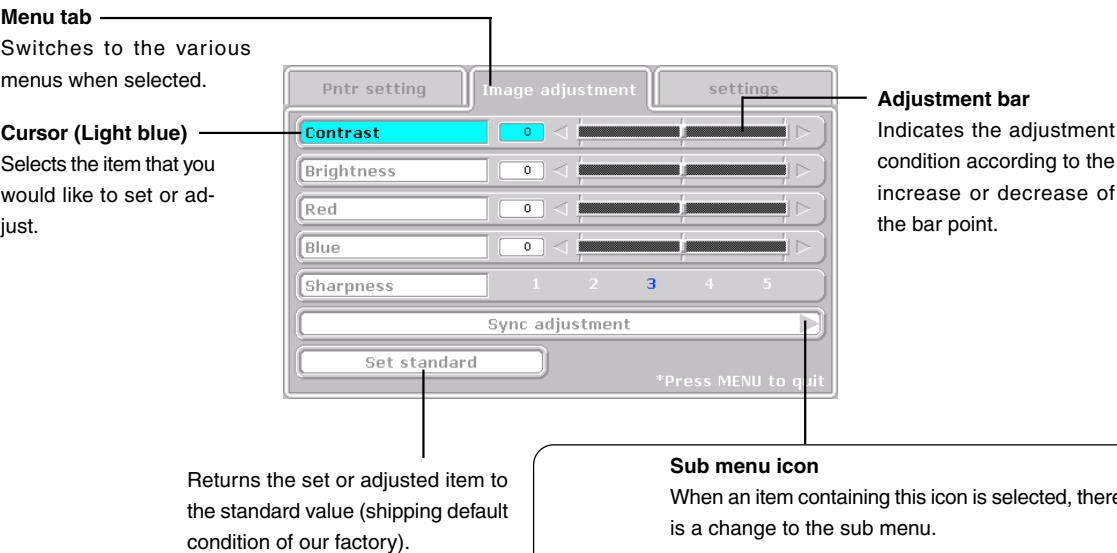 Menu tab
Switches to the various
menus when selected.
Cursor (Light blue)
Selects the item that you
would like to set or ad-
just.
Pntr setting
Image adjustment
settings
Contrast 0
Brightness 0
Red 0
Blue 0
Sharpness 1 2 3 4 5
Sync adjustment
Set standard
*Press MENU to quit
Adjustment bar
Indicates the adjustment
condition according to the
increase or decrease of
the bar point.
Returns the set or adjusted item to
the standard value (shipping default
condition of our factory).
Sub menu icon
When an item containing this icon is selected, there
is a change to the sub menu.